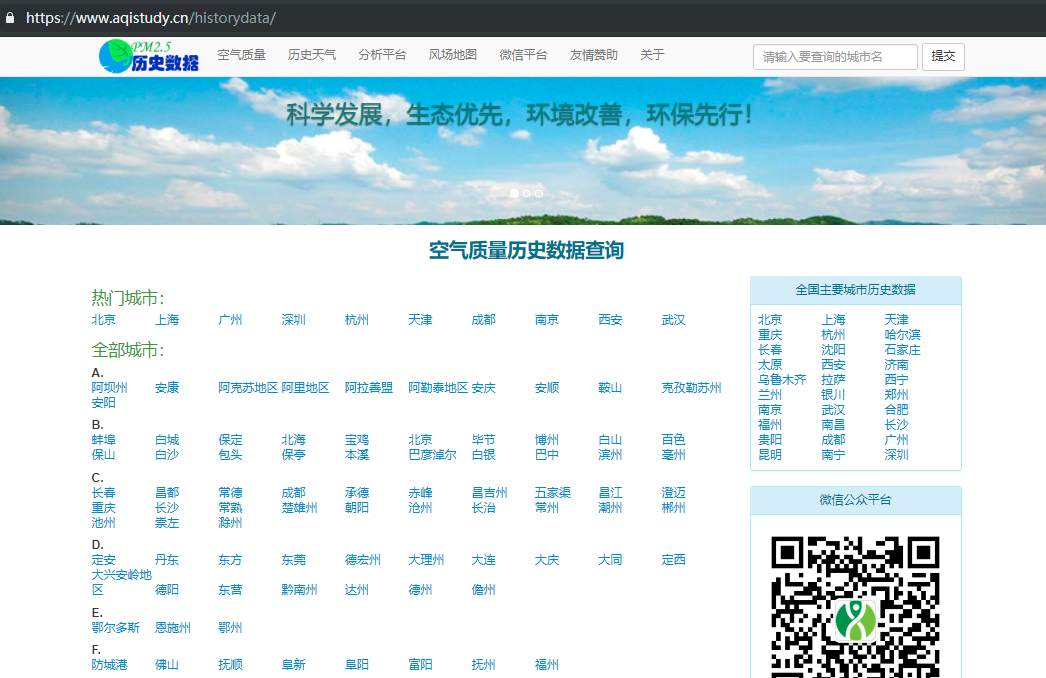 https://www.aqistudy.cn/historydata/
PM2.5
历史数据
空气质量 历史天气 分析平台 风场地图 微信平台 友情赞助 关于 请输入要查询的城市名 提交
科学发展，生态优先，环境改善，环保先行！
空气质量历史数据查询
热门城市：
北京 上海 广州 深圳 杭州 天津 成都 南京 西安 武汉
全部城市：
A.
阿坝州 安康 阿克苏地区 阿里地区 阿拉善盟 阿勒泰地区 安庆 安顺 鞍山 克孜勒苏州
安阳
B.
蚌埠 白城 保定 北海 宝鸡 北京 毕节 博州 白山 百色
保山 白沙 包头 保亭 本溪 巴彦淖尔 白银 巴中 滨州 亳州
C.
长春 昌都 常德 成都 承德 赤峰 昌吉州 五家渠 昌江 澄迈
重庆 长沙 常熟 楚雄州 朝阳 沧州 长治 常州 潮州 郴州
池州 崇左 滁州
D.
定安 丹东 东方 东莞 德宏州 大理州 大连 大庆 大同 定西
大兴安岭地
区 德阳 东营 黔南州 达州 德州 儋州
E.
鄂尔多斯 恩施州 鄂州
F.
防城港 佛山 抚顺 阜新 阜阳 富阳 抚州 福州
全国主要城市历史数据
北京 上海 天津
重庆 杭州 哈尔滨
长春 沈阳 石家庄
太原 西安 济南
乌鲁木齐 拉萨 西宁
兰州 银川 郑州
南京 武汉 合肥
福州 南昌 长沙
贵阳 成都 广州
昆明 南宁 深圳
微信公众平台